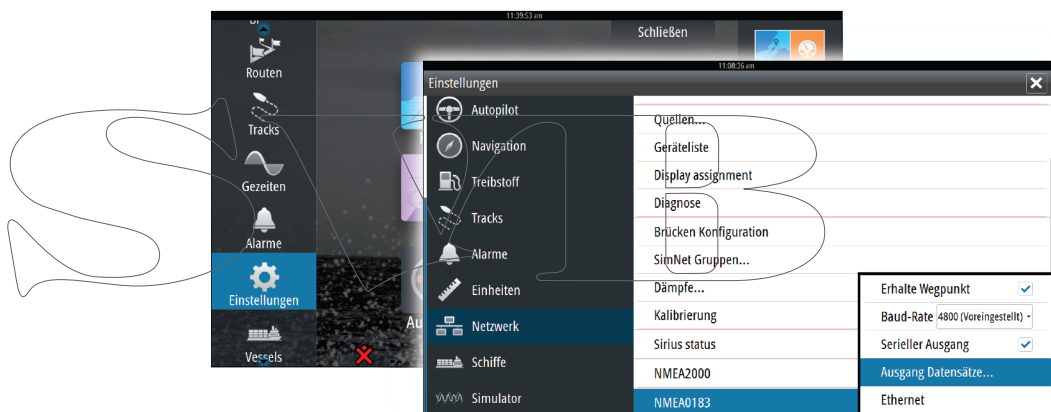 11:39:53 am
Schließen
Routen
Tracks
Gezeiten
Alarme
Einstellungen
Vessels
Au
11:08:36 am
Einstellungen
Autopilot
Navigation
Treibstoff
Tracks
Alarme
Einheiten
Netzwerk
Schiffe
Simulator
Quellen...
Geräteliste
Display assignment
Diagnose
Brücken Konfiguration
SimNet Gruppen...
Dämpfe...
Kalibrierung
Sirius status
NMEA2000
NMEA0183
Erhalte Wegpunkt
Baud-Rate 4800 (Voreingestellt)
Serieller Ausgang
Ausgang Datensätze...
Ethernet